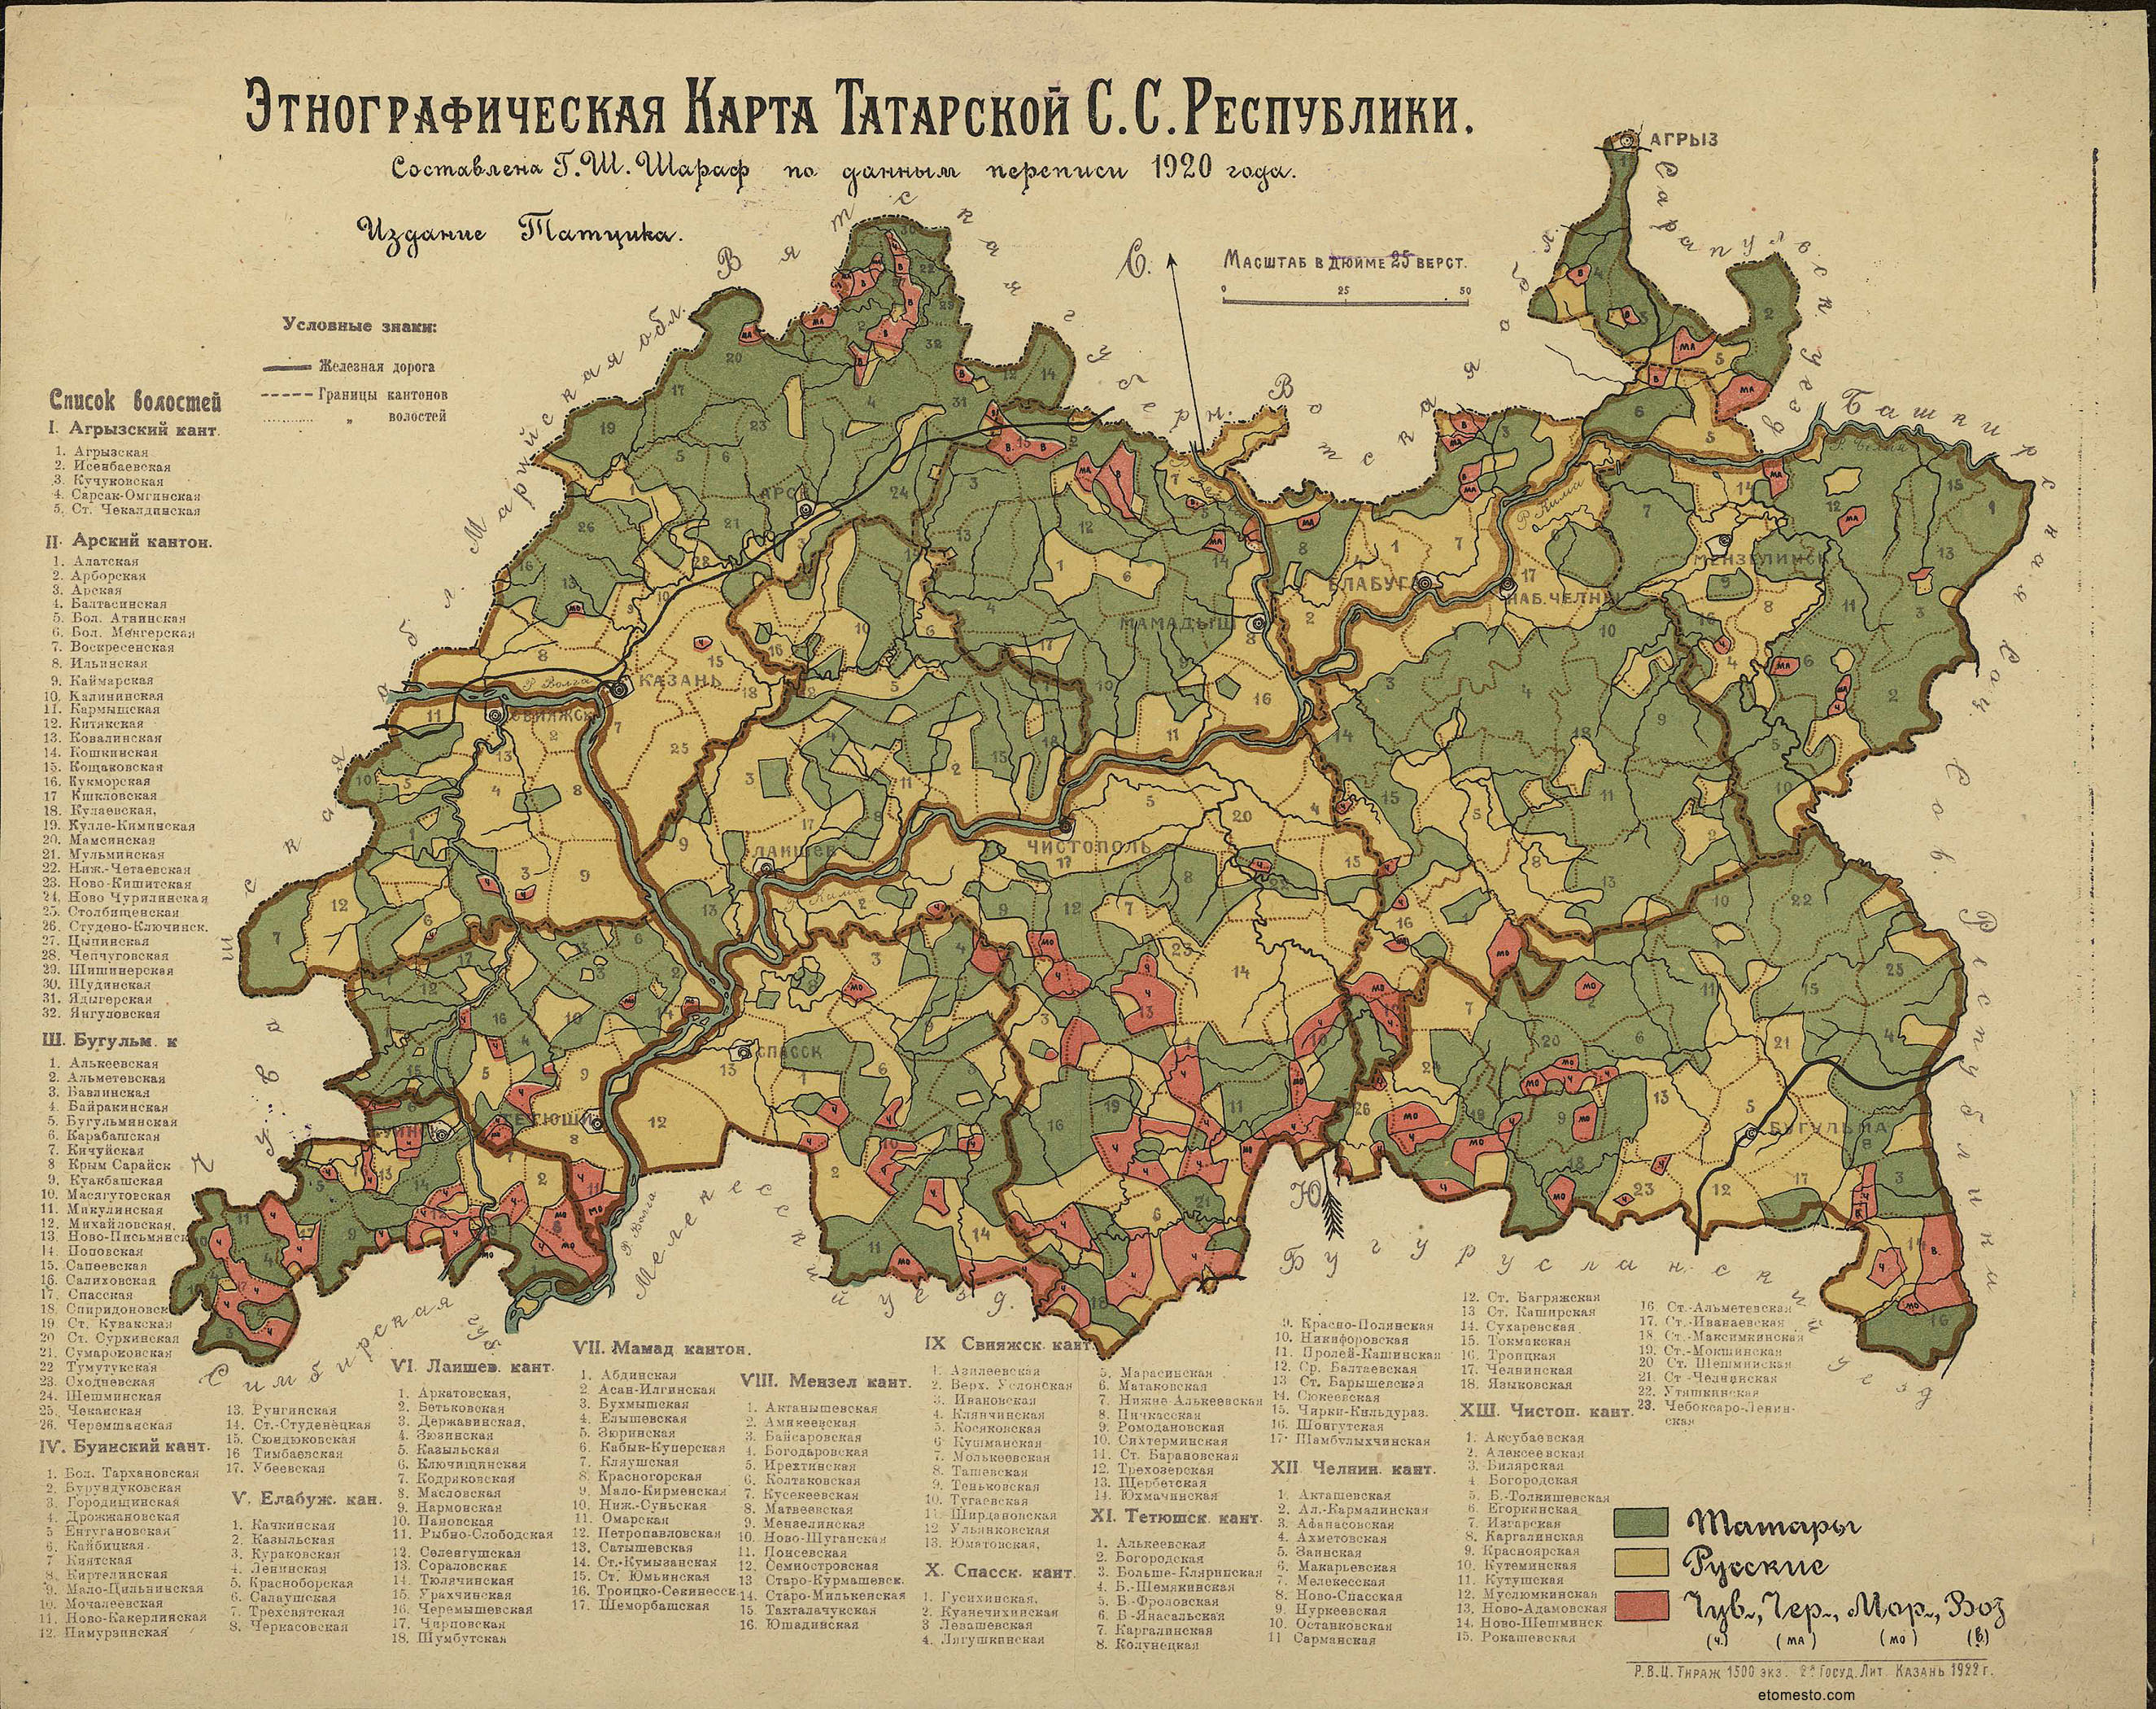 Этнографическая Карта Татарской С.С.Республики.
Составлена Г.Ш. Шараф по данным переписи 1920 года.
Издание Татцика.
С.
Масштаб в дюйме 25 верст.
0 25 50
Условные знаки:
Железная дорога
Границы кантонов
" волостей
АГРЫЗ
Сарапульск. уезд
Марийская обл.
Башкирская Сов. Соц. Республика
Чувашская обл.
Симбирская губ.
Мелекесский уезд.
Бугурусланский уезд
Ю.
АРСК
КАЗАНЬ
СВИЯЖСК
МАМАДЫШ
ЕЛАБУГА
НАБ.ЧЕЛНЫ
МЕНЗЕЛИНСК
ЛАИШЕВ
ЧИСТОПОЛЬ
СПАССК
ТЕТЮШИ
БУИНСК
БУГУЛЬМА
р. Волга
р. Кама
р. Белая
Список волостей
I. Агрызский кант.
1. Агрызская
2. Исенбаевская
3. Кучуковская
4. Сарсак-Омгинская
5. Ст. Чекалдинская
II. Арский кантон.
1. Алатская
2. Арборская
3. Арская
4. Балтасинская
5. Бол. Атнинская
6. Бол. Менгерская
7. Воскресенская
8. Ильинская
9. Каймарская
10. Калининская
11. Кармышская
12. Китякская
13. Ковалинская
14. Кошкинская
15. Кощаковская
16. Кукморская
17 Кшкловская
18. Кулаевская,
19. Кулле-Киминская
20. Мамсинская
21. Мульминская
22. Ниж.-Четаевская
23. Ново-Кишитская
24. Ново Чурилинская
25. Столбищенская
26. Студено-Ключинск.
27. Цыпинская
28. Чепчуговская
29. Шишинерская
30. Шудинская
31. Ядыгерская
32. Янгуловская
III. Бугульм. к
1. Алькеевская
2. Альметевская
3. Бавлинская
4. Байракинская
5. Бугульминская
6. Карабашская
7. Кичуйская
8 Крым Сарайск
9. Куакбашская
10. Масягутовская
11. Микулинская
12. Михайловская,
13. Ново-Письмянск
14. Поповская
15. Сапеевская
16. Салиховская
17. Спасская
18. Спиридоновск
19. Ст. Кувакская
20 Ст. Суркинская
21. Сумароковская
22 Тумутукская
23. Сходневская
24. Шешминская
25. Чеканская
26. Черемшанская
IV. Буинский кант.
1. Бол. Тархановская
2. Бурундуковская
3. Городищинская
4. Дрожжановская
5 Ентугановская
6. Кайбицкая.
7 Киятская
8. Киртелинская
9. Мало-Цильнинская
10. Мочалеевская
11. Ново-Какерлинская
12. Пимурзинская
13. Рунгинская
14. Ст.-Студенецкая
15. Сюндюковская
16 Тимбаевская
17. Убеевская
V. Елабуж. кан.
1. Качкинская
2. Казыльская
3. Кураковская
4. Ленинская
5. Красноборская
6. Салаушская
7. Трехсвятская
8. Черкасовская
VI. Лаишев. кант.
1. Аркатовская,
2. Бетьковская
3. Державинская,
4. Зюзинская
5. Казыльская
6. Ключищинская
7. Кодряковская
8. Масловская
9. Нармонская
10. Пановская
11. Рыбно-Слободская
12. Селенгушская
13. Сораловская
14. Тюлячинская
15. Урахчинская
16. Черемышевская
17. Чирповская
18. Шумбутская
VII. Мамад кантон.
1. Абдинская
2 Асан-Илгинская
3. Бухмышская
4. Елышевская
5. Зюринская
6. Кабык-Куперская
7. Кляушская
8. Красногорская
9. Мало-Кирменская
10. Ниж.-Суньская
11. Омарская
12. Петропавловская
13. Сатышевская
14. Ст.-Кумызанская
15. Ст. Юмьинская
16. Троицко-Секинесск.
17. Шеморбашская
VIII. Мензел кант.
1. Актанышевская
2. Амикеевская
3. Байсаровская
4. Богодаровская
5. Ирехтинская
6. Колтаковская
7. Кусекеевская
8. Матвеевская
9. Мензелинская
10. Ново-Шуганская
11. Поисевская
12. Семиостровская
13 Старо-Курмашевск.
14. Старо-Милькенская
15. Такталачукская
16. Юшадинская
IX Свияжск. кант.
1. Азилеевская
2. Верх. Услонская
3. Ивановская
4. Клянчинская
5. Косяковская
6 Кушманская
7. Молькеевская
8. Ташевская
9. Теньковская
10. Тугаевская
11 Ширдановская
12 Ульянковская
13. Юматовская,
X. Спасск. кант.
1. Гусихинская,
2. Кузнечихинская
3 Левашевская
4. Лягушкинская
5. Марасинская
6. Матаковская
7. Нижне Алькеевская
8. Пичкасская
9. Ромодановская
10. Сихтерминская
11. Ст. Барановская
12. Трехозерская
13. Щербетская
14. Юхмачинская
XI. Тетюшск. кант.
1. Алькеевская
2. Богородская
3. Больше-Кляринская
4. Б.-Шемякинская
5. Б.-Фроловская
6. Б-Янасальская
7. Каргалинская
8. Колунецкая
9. Красно-Полянская
10. Никифоровская
11. Пролей-Кашинская
12. Ср. Балтаевская
13 Ст. Барышевская
14. Сюкеевская
15. Чирки-Кильдураз.
16. Шонгутская
17. Шамбулыхчинская
XII. Челнин. кант.
1. Акташевская
2. Ал.-Кармалинская
3. Афанасовская
4. Ахметовская
5. Заинская
6. Макарьевская
7. Мелекесская
8. Ново-Спасская
9. Нуркеевская
10. Останковская
11 Сарманская
12. Ст. Багряжская
13 Ст. Каширская
14. Сухаревская
15. Токмакская
16. Троицкая
17. Челнинская
18. Языковская
XIII. Чистоп. кант.
1. Аксубаевская
2. Алексеевская
3. Билярская
4 Богородская
5. Б.-Толкишевская
6. Егоркинская
7. Изгарская
8. Каргалинская
9. Красноярская
10. Кутеминская
11. Кутушская
12. Муслюмкинская
13. Ново-Адамовская
14. Ново-Шешминск
15. Рокашевская
16. Ст.-Альметевская
17. Ст.-Иванаевская
18. Ст.-Максимкинская
19. Ст.-Мокшинская
20 Ст. Шешминская
21. Ст-Челнинская
22. Утяшкинская
23. Чебоксаро-Ленинская
Татары
Русские
Чув., Чер., Мор., Воз
(ч.) (МА) (МО) (В.)
Р.В.Ц. Тираж 1500 экз. 2я Госуд. Лит. Казань 1922 г.
etomesto.com